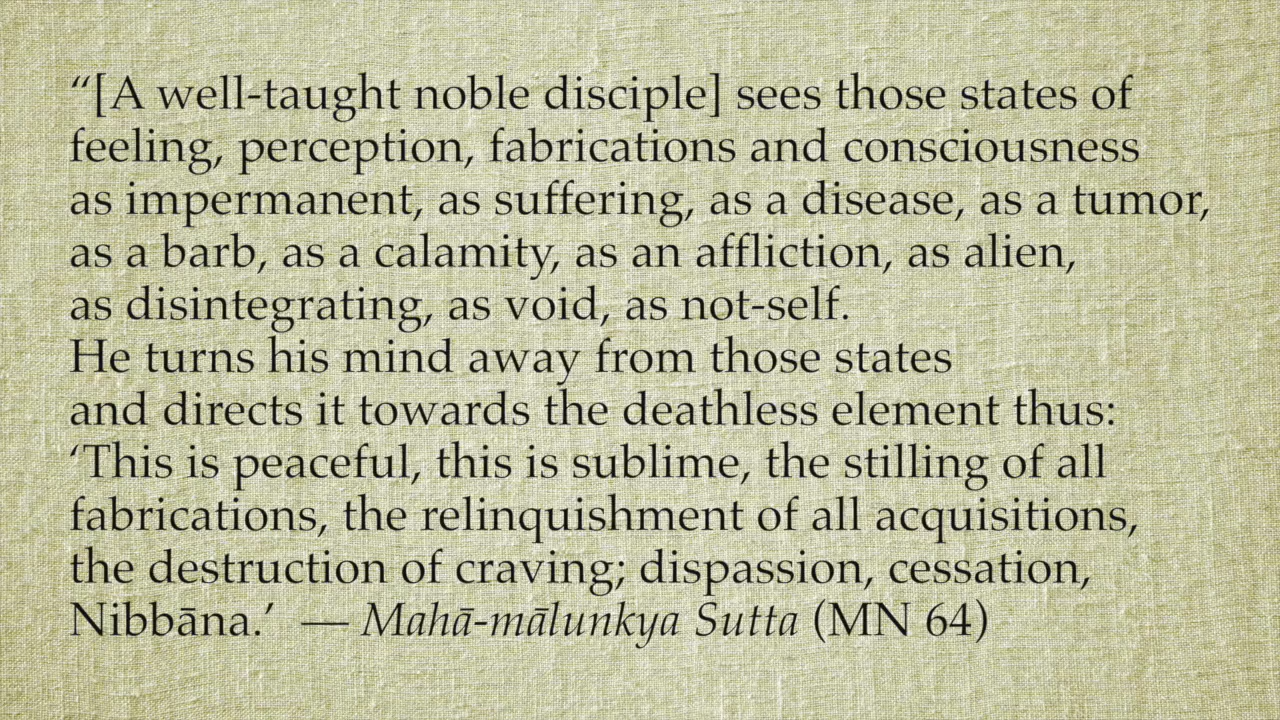 “[A well-taught noble disciple] sees those states of
feeling, perception, fabrications and consciousness
as impermanent, as suffering, as a disease, as a tumor,
as a barb, as a calamity, as an affliction, as alien,
as disintegrating, as void, as not-self.
He turns his mind away from those states
and directs it towards the deathless element thus:
‘This is peaceful, this is sublime, the stilling of all
fabrications, the relinquishment of all acquisitions,
the destruction of craving; dispassion, cessation,
Nibbāna.’ — Mahā-mālunkya Sutta (MN 64)